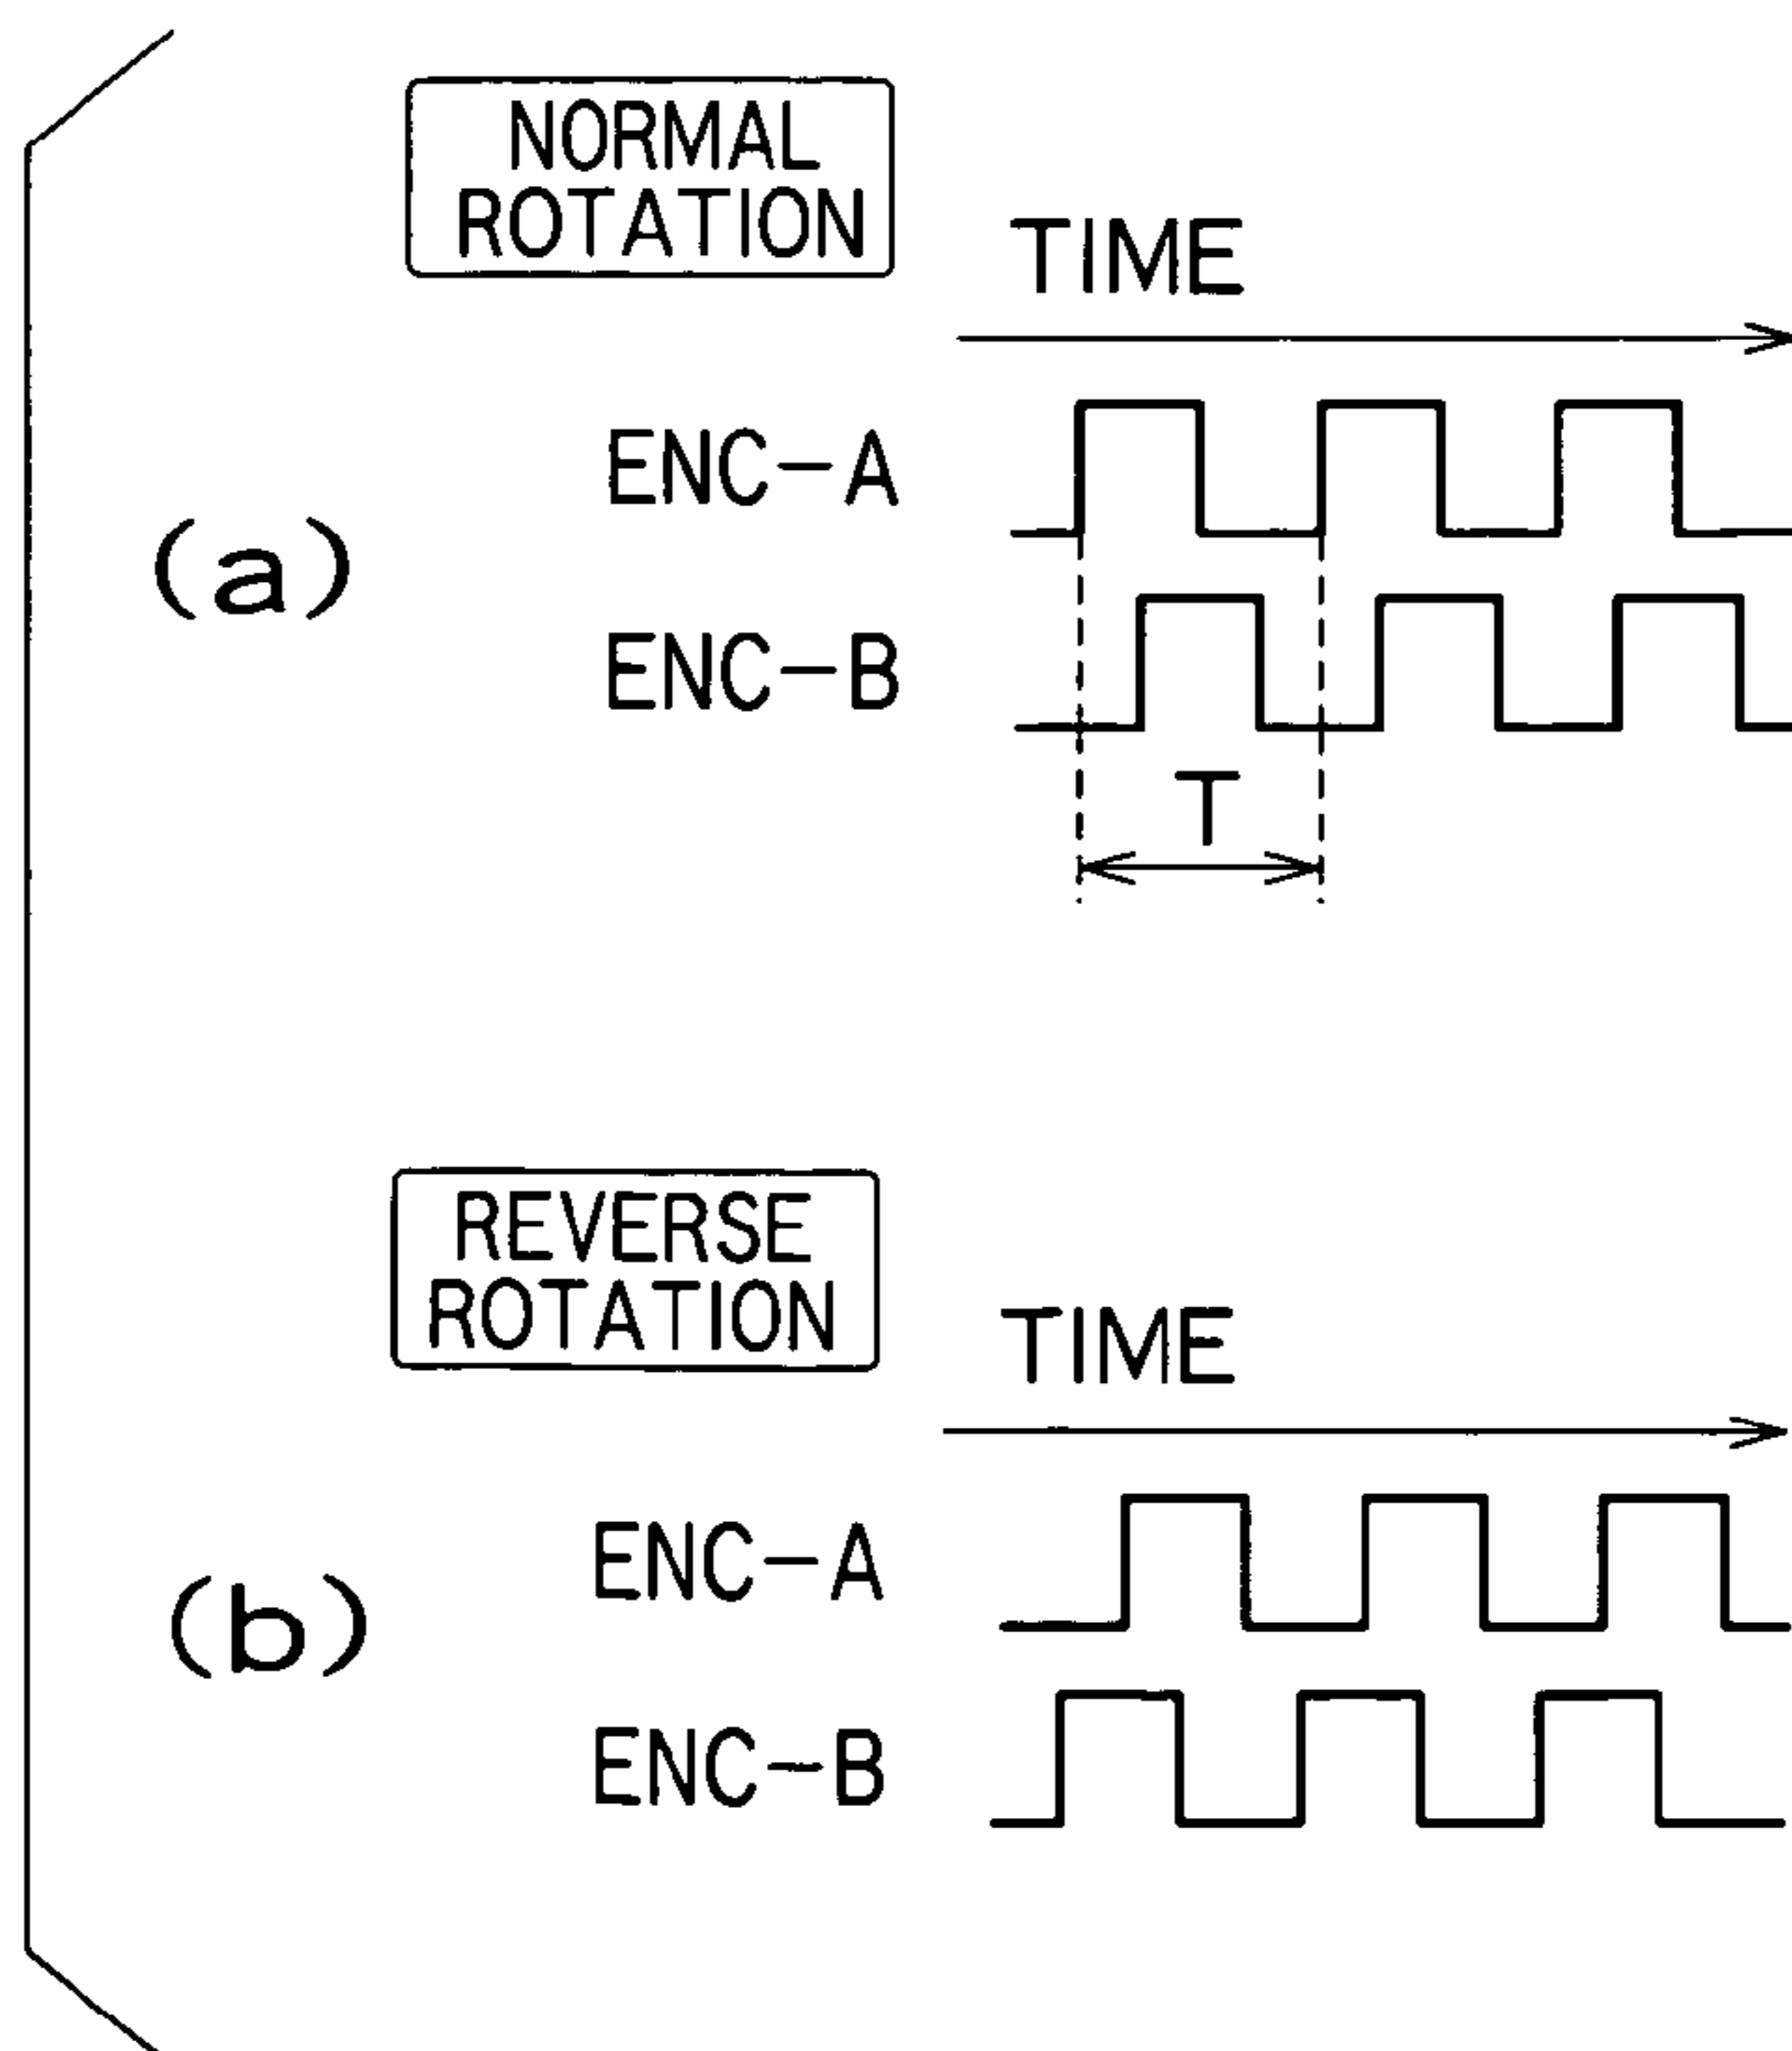 NORMAL
ROTATION
TIME
ENC-A
(a)
ENC-B
T
REVERSE
ROTATION
TIME
ENC-A
(b)
ENC-B